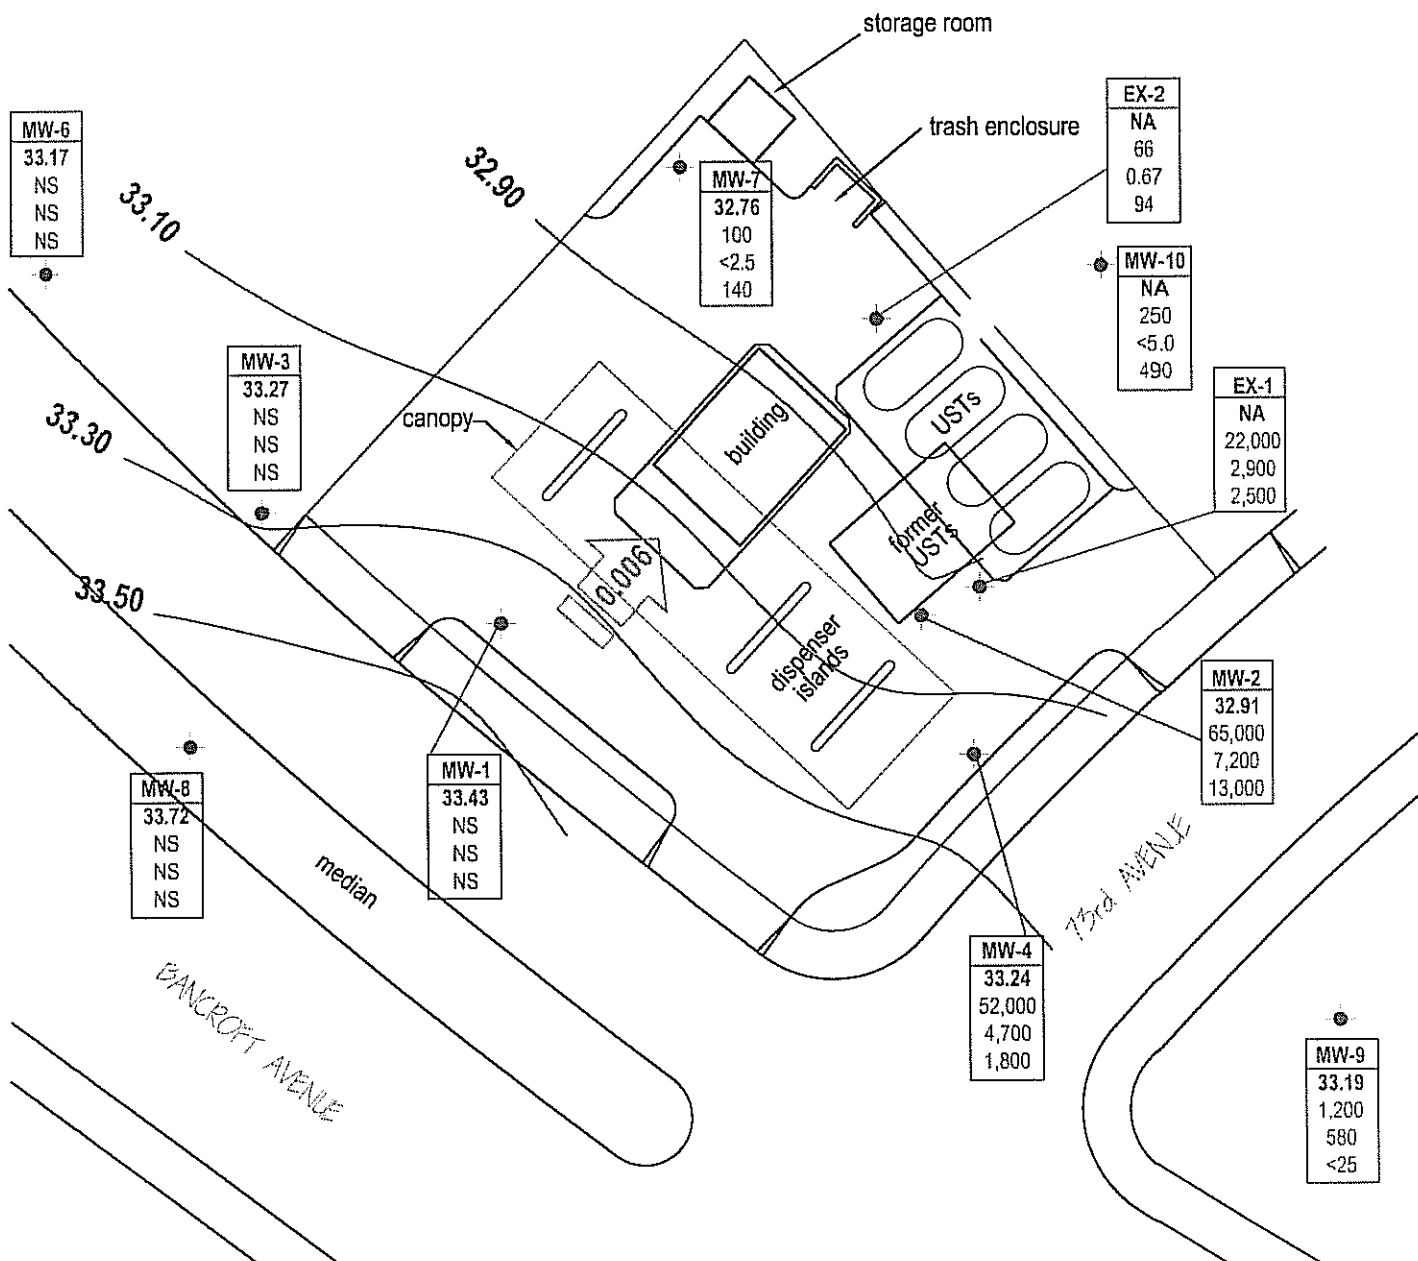 storage room
trash enclosure
EX-2
NA
66
0.67
94
MW-6
33.17
NS
NS
NS
33.10
32.90
MW-7
32.76
100
<2.5
140
MW-10
NA
250
<5.0
490
MW-3
33.27
NS
NS
NS
33.30
canopy
building
USTs
former
USTs
EX-1
NA
22,000
2,900
2,500
33.50
0.006
dispenser
islands
MW-2
32.91
65,000
7,200
13,000
MW-8
33.72
NS
NS
NS
MW-1
33.43
NS
NS
NS
median
73rd AVENUE
MW-4
33.24
52,000
4,700
1,800
BANCROFT AVENUE
MW-9
33.19
1,200
580
<25